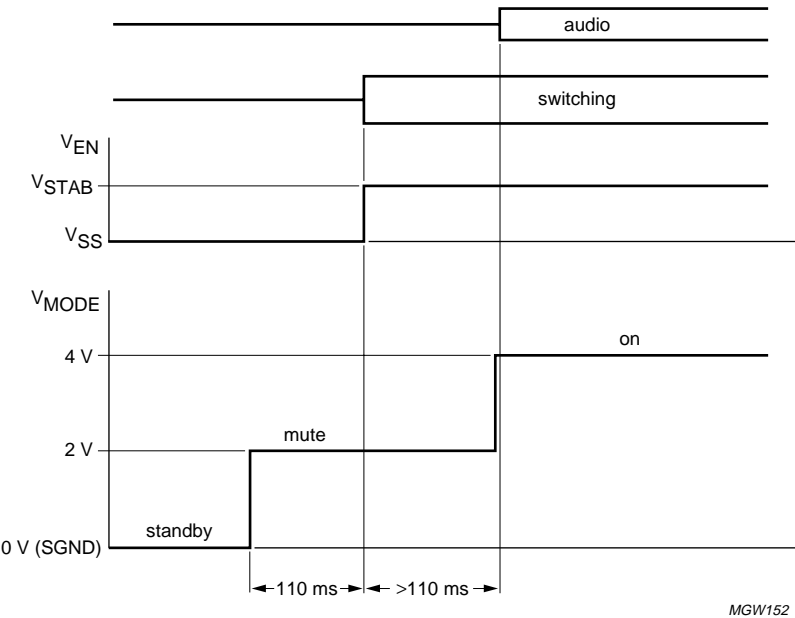 audio
switching
VEN
VSTAB
VSS
VMODE
on
4 V
mute
2 V
standby
0 V (SGND)
110 ms
>110 ms
MGW152